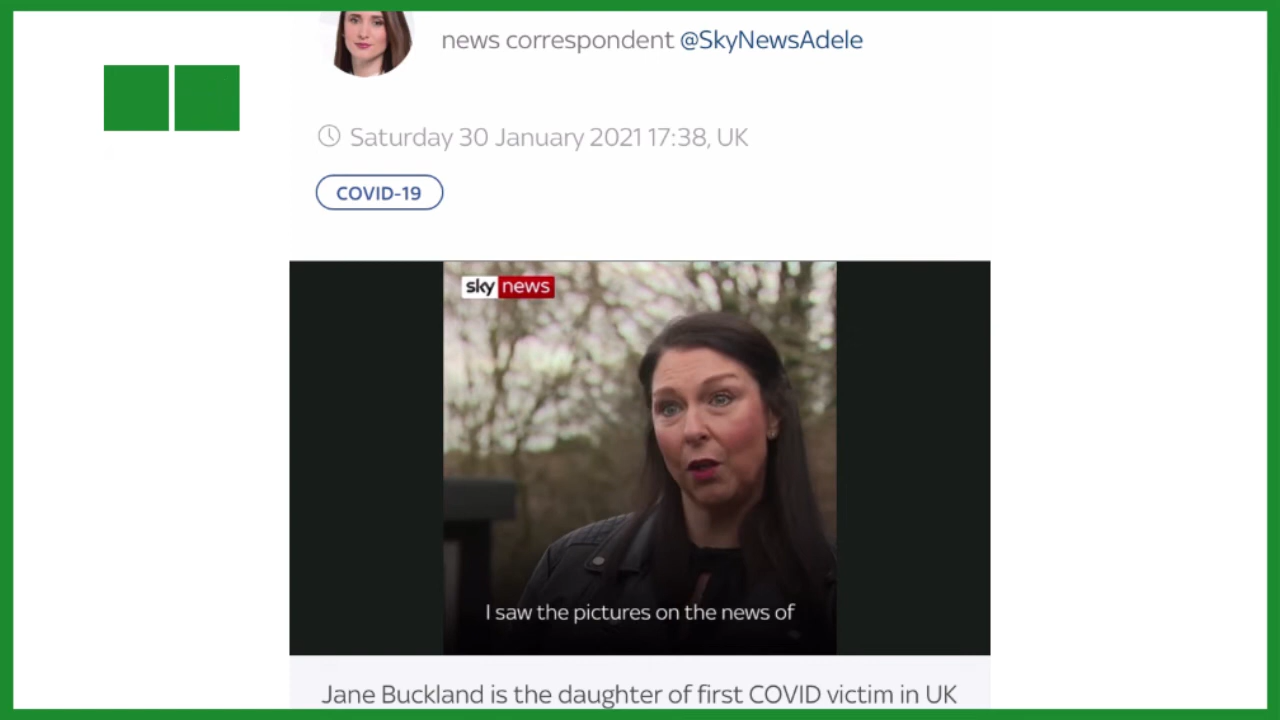 news correspondent @SkyNewsAdele
Saturday 30 January 2021 17:38, UK
COVID-19
sky news
I saw the pictures on the news of
Jane Buckland is the daughter of first COVID victim in UK